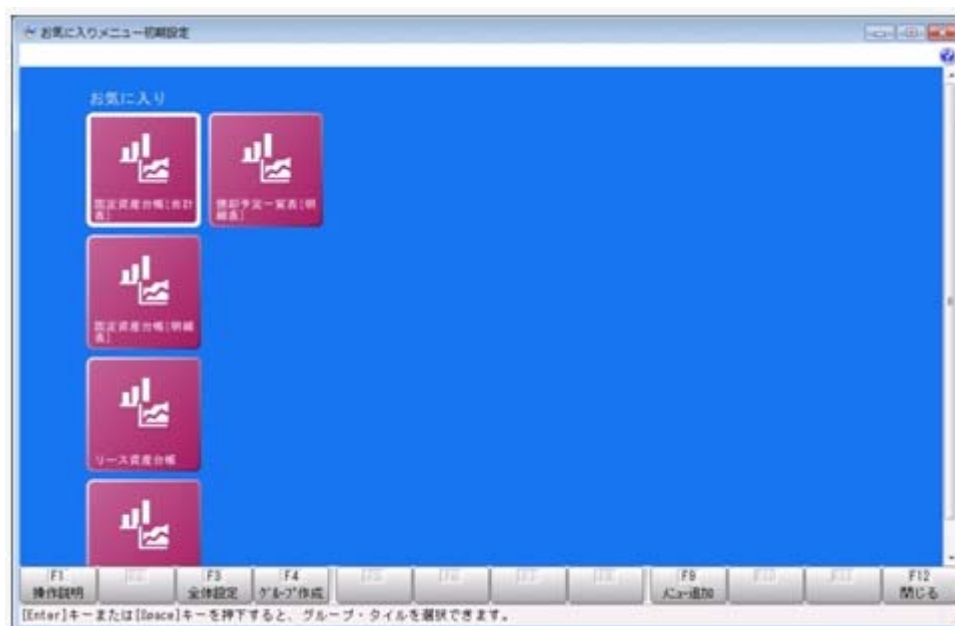 お気に入りメニュー初期設定
お気に入り
固定資産台帳[合計
表]
償却予定一覧表[明
細表]
固定資産台帳[明細
表]
リース資産台帳
F1
F3
F4
F9
F12
操作説明
全体設定
ｸﾞﾙｰﾌﾟ作成
ﾒﾆｭｰ追加
閉じる
[Enter]キーまたは[Space]キーを押下すると、グループ・タイルを選択できます。